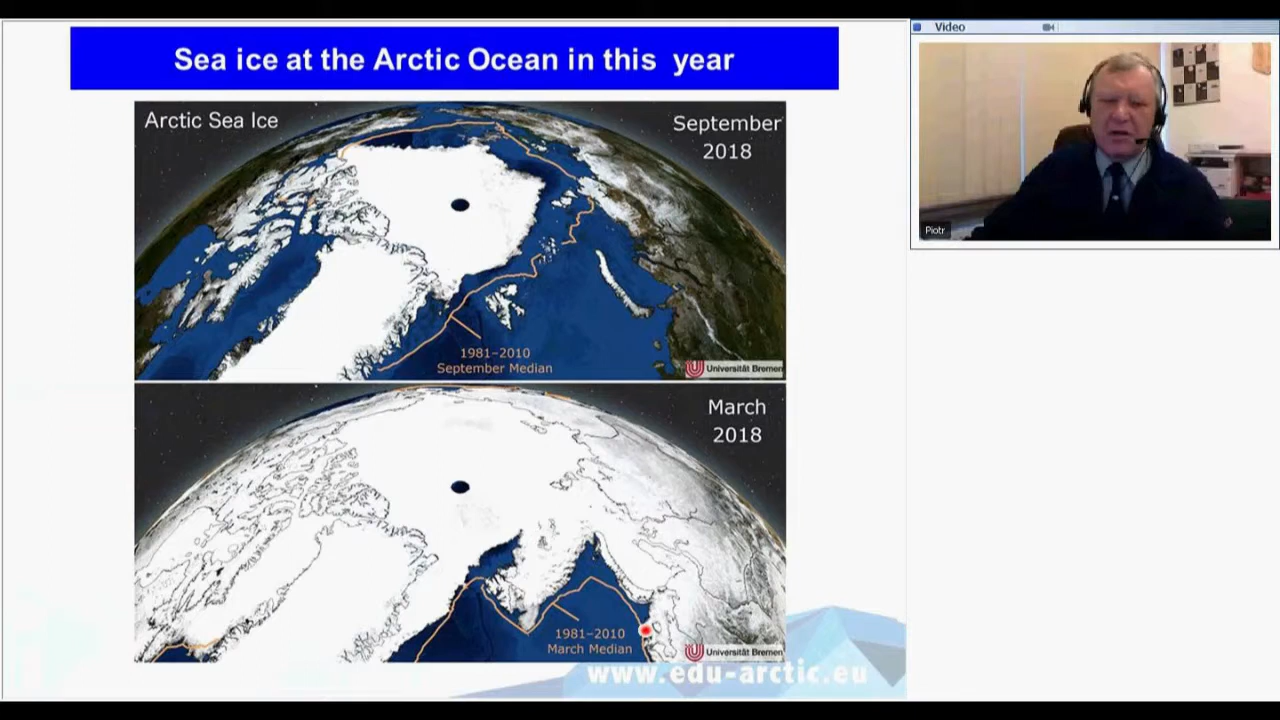 Sea ice at the Arctic Ocean in this year
Arctic Sea Ice
September
2018
1981–2010
September Median
Universität Bremen
March
2018
1981–2010
March Median
Universität Bremen
www.edu-arctic.eu
Video
Piotr